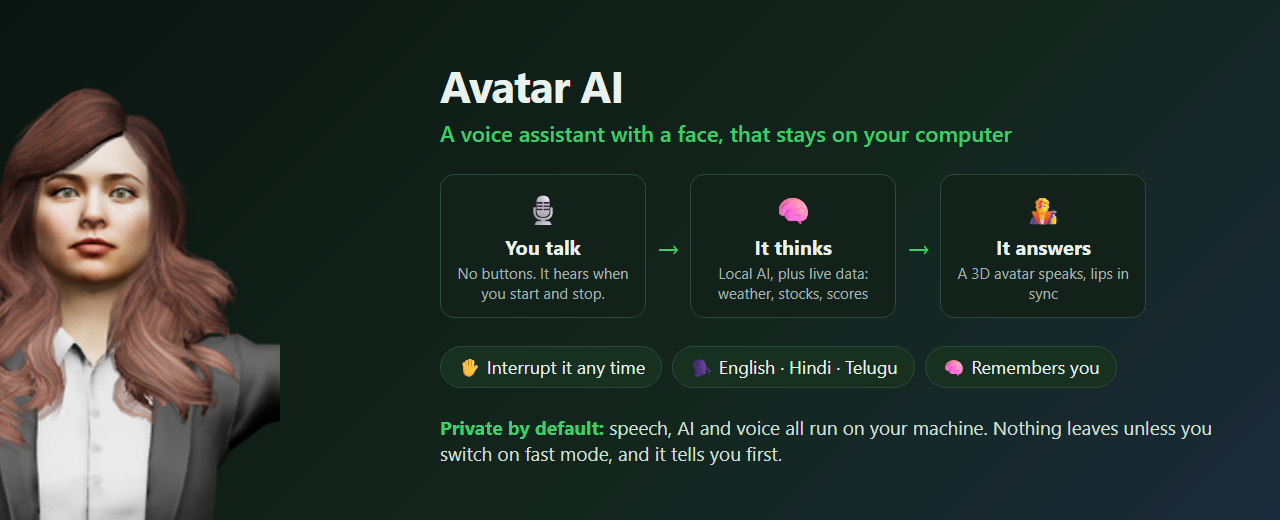 Avatar AI
A voice assistant with a face, that stays on your computer
You talk
No buttons. It hears when
you start and stop.
→
It thinks
Local AI, plus live data:
weather, stocks, scores
→
It answers
A 3D avatar speaks, lips in
sync
Interrupt it any time
English · Hindi · Telugu
Remembers you
Private by default: speech, AI and voice all run on your machine. Nothing leaves unless you
switch on fast mode, and it tells you first.